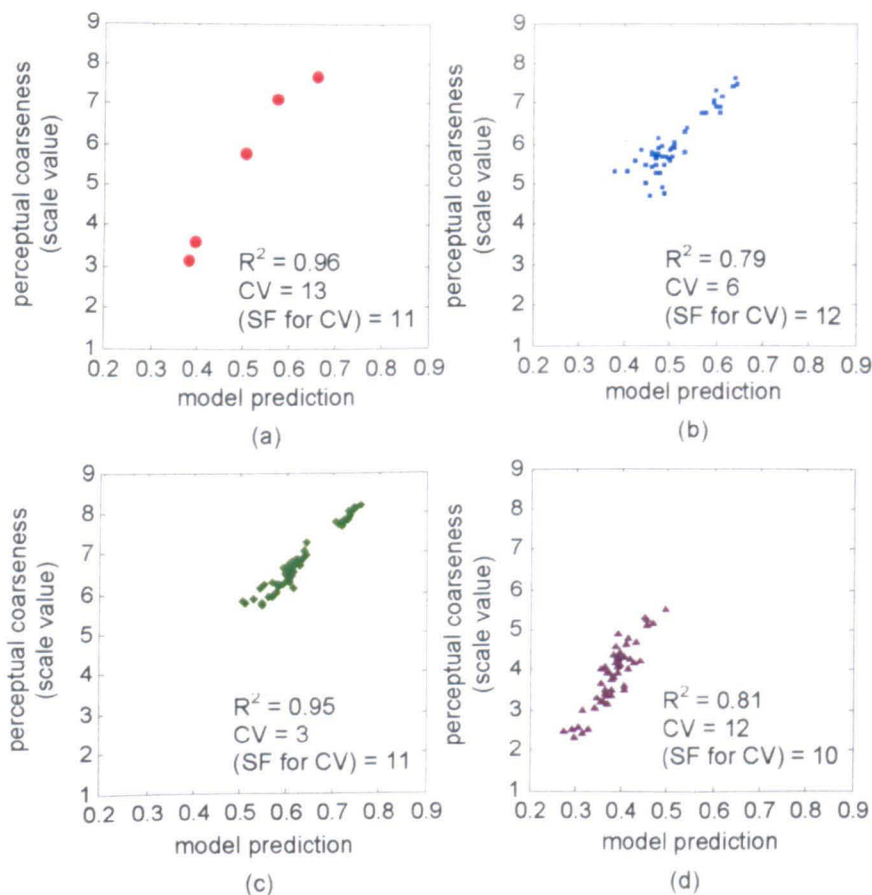 9
8
7
6
5
4
3
2
1
perceptual coarseness
(scale value)
R² = 0.96
CV = 13
(SF for CV) = 11
0.2 0.3 0.4 0.5 0.6 0.7 0.8 0.9
model prediction
(a)
9
8
7
6
5
4
3
2
1
perceptual coarseness
(scale value)
R² = 0.79
CV = 6
(SF for CV) = 12
0.2 0.3 0.4 0.5 0.6 0.7 0.8 0.9
model prediction
(b)
9
8
7
6
5
4
3
2
1
perceptual coarseness
(scale value)
R² = 0.95
CV = 3
(SF for CV) = 11
0.2 0.3 0.4 0.5 0.6 0.7 0.8 0.9
model prediction
(c)
9
8
7
6
5
4
3
2
1
perceptual coarseness
(scale value)
R² = 0.81
CV = 12
(SF for CV) = 10
0.2 0.3 0.4 0.5 0.6 0.7 0.8 0.9
model prediction
(d)